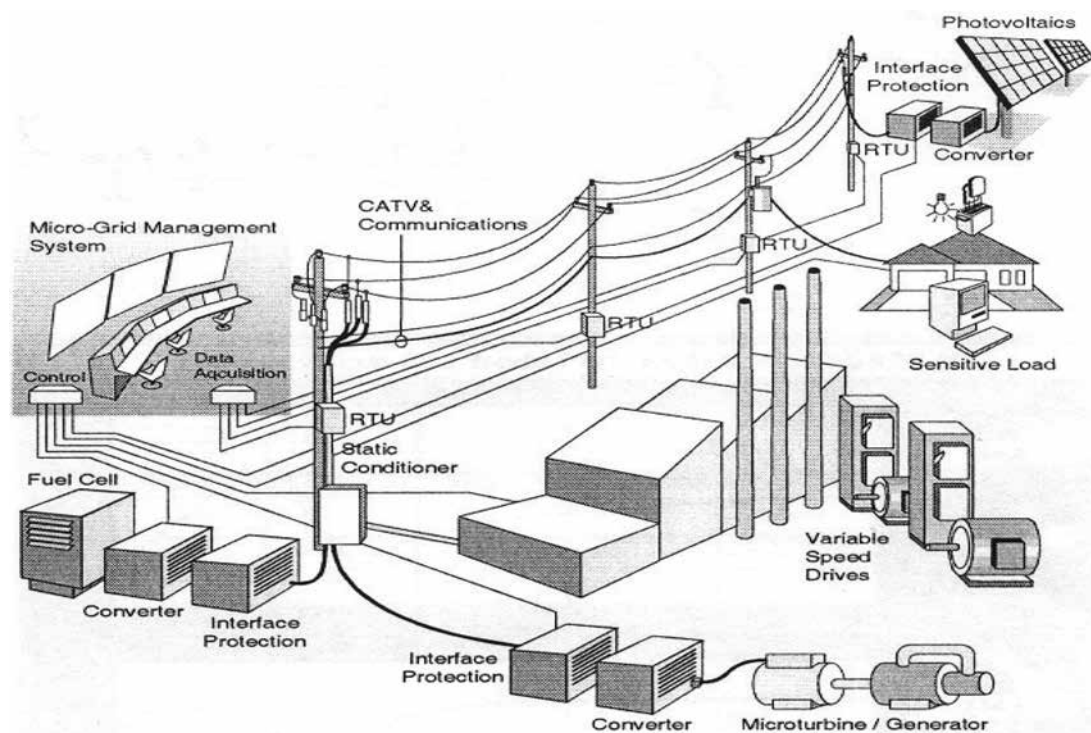 Photovoltaics
Interface
Protection
RTU
Converter
CATV&
Communications
Micro-Grid Management
System
RTU
RTU
Sensitive Load
Control
Data
Aqcuisition
RTU
Static
Conditioner
Fuel Cell
Variable
Speed
Drives
Converter
Interface
Protection
Interface
Protection
Converter
Microturbine / Generator